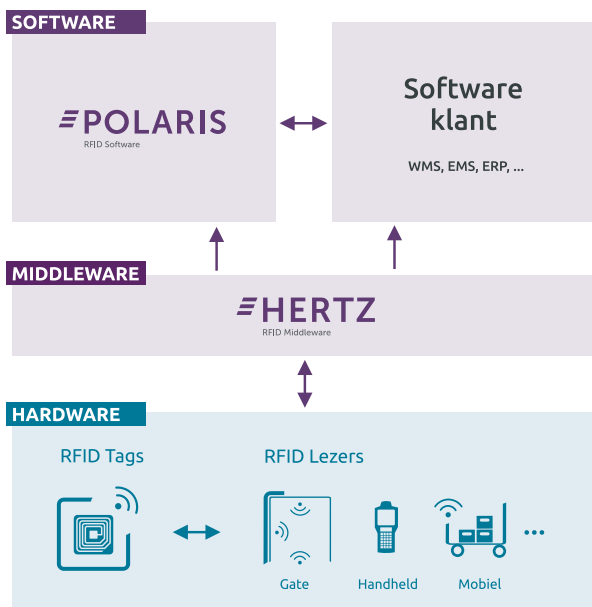 SOFTWARE
POLARIS
RFID Software
Software
klant
WMS, EMS, ERP, ...
MIDDLEWARE
HERTZ
RFID Middleware
HARDWARE
RFID Tags
RFID Lezers
Gate
Handheld
Mobiel
...